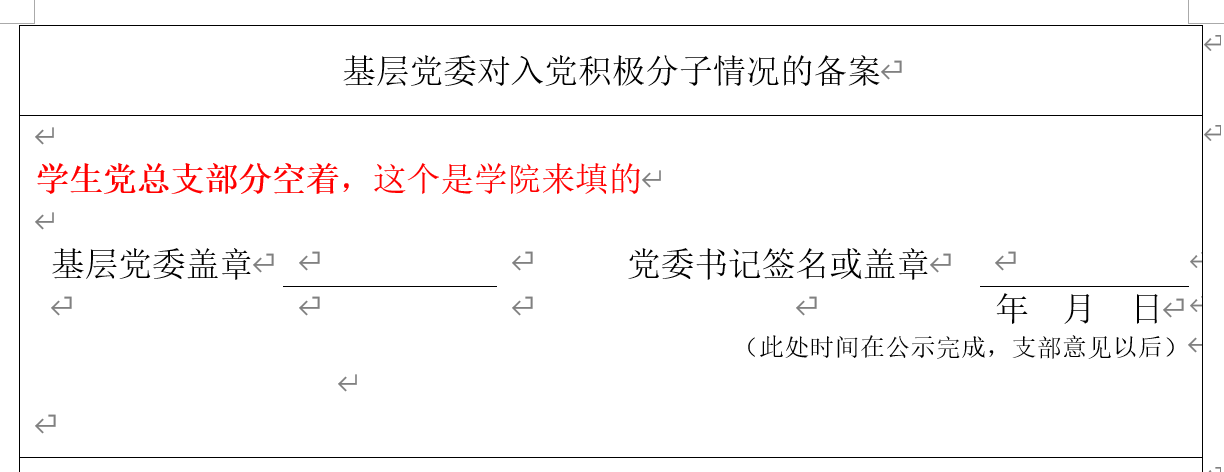 基层党委对入党积极分子情况的备案
学生党总支部分空着，这个是学院来填的
基层党委盖章 党委书记签名或盖章
年 月 日
（此处时间在公示完成，支部意见以后）